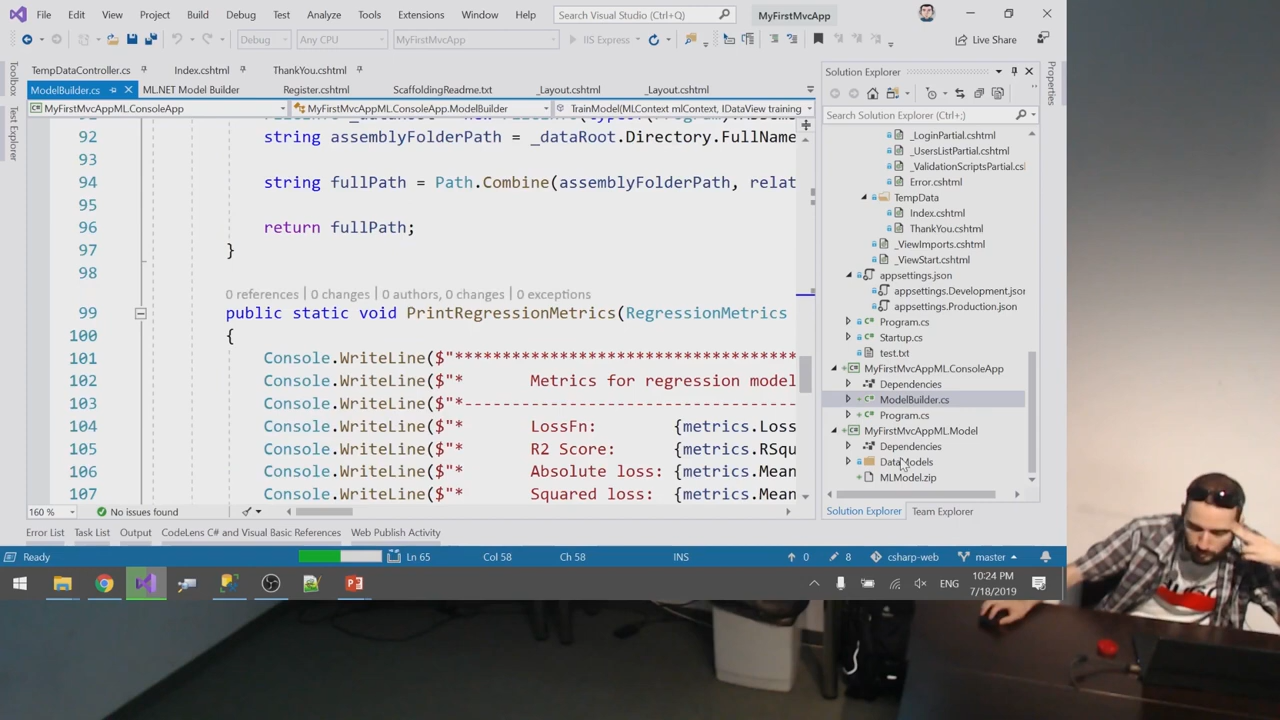 File Edit View Project Build Debug Test Analyze Tools Extensions Window Help Search Visual Studio (Ctrl+Q) MyFirstMvcApp
Debug Any CPU MyFirstMvcApp IIS Express Live Share
TempDataController.cs Index.cshtml ThankYou.cshtml
ModelBuilder.cs ML.NET Model Builder Register.cshtml ScaffoldingReadme.txt _Layout.cshtml _Layout.cshtml
MyFirstMvcAppML.ConsoleApp MyFirstMvcAppML.ConsoleApp.ModelBuilder TrainModel(MLContext mlContext, IDataView training
Toolbox
Test Explorer
92 string assemblyFolderPath = _dataRoot.Directory.FullName
93
94 string fullPath = Path.Combine(assemblyFolderPath, relat
95
96 return fullPath;
97 }
98
0 references | 0 changes | 0 authors, 0 changes | 0 exceptions
99 public static void PrintRegressionMetrics(RegressionMetrics
100 {
101 Console.WriteLine($"*************************************
102 Console.WriteLine($"* Metrics for regression model
103 Console.WriteLine($"*------------------------------------
104 Console.WriteLine($"* LossFn: {metrics.Loss
105 Console.WriteLine($"* R2 Score: {metrics.RSqu
106 Console.WriteLine($"* Absolute loss: {metrics.Mean
107 Console.WriteLine($"* Squared loss: {metrics.Mean
160 % No issues found
Solution Explorer
Search Solution Explorer (Ctrl+;)
_LoginPartial.cshtml
_UsersListPartial.cshtml
_ValidationScriptsPartial.csl
Error.cshtml
TempData
Index.cshtml
ThankYou.cshtml
_ViewImports.cshtml
_ViewStart.cshtml
appsettings.json
appsettings.Development.json
appsettings.Production.json
Program.cs
Startup.cs
test.txt
MyFirstMvcAppML.ConsoleApp
Dependencies
ModelBuilder.cs
Program.cs
MyFirstMvcAppML.Model
Dependencies
DataModels
MLModel.zip
Solution Explorer Team Explorer
Properties
Error List Task List Output CodeLens C# and Visual Basic References Web Publish Activity
Ready Ln 65 Col 58 Ch 58 INS 0 8 csharp-web master
ENG 10:24 PM
7/18/2019